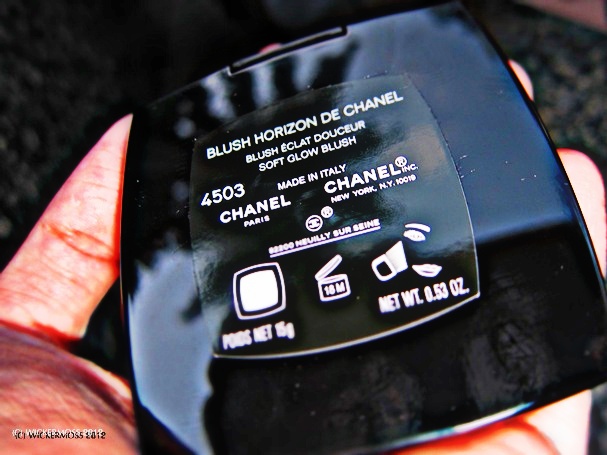 BLUSH HORIZON DE CHANEL
BLUSH ÉCLAT DOUCEUR
SOFT GLOW BLUSH
4503
MADE IN ITALY
CHANEL
PARIS
CHANEL® INC.
NEW YORK, N.Y. 10019
®
92200 NEUILLY SUR SEINE
18 M
POIDS NET 15g
NET WT. 0.53 OZ.
(C) WICKERMOSS 2012